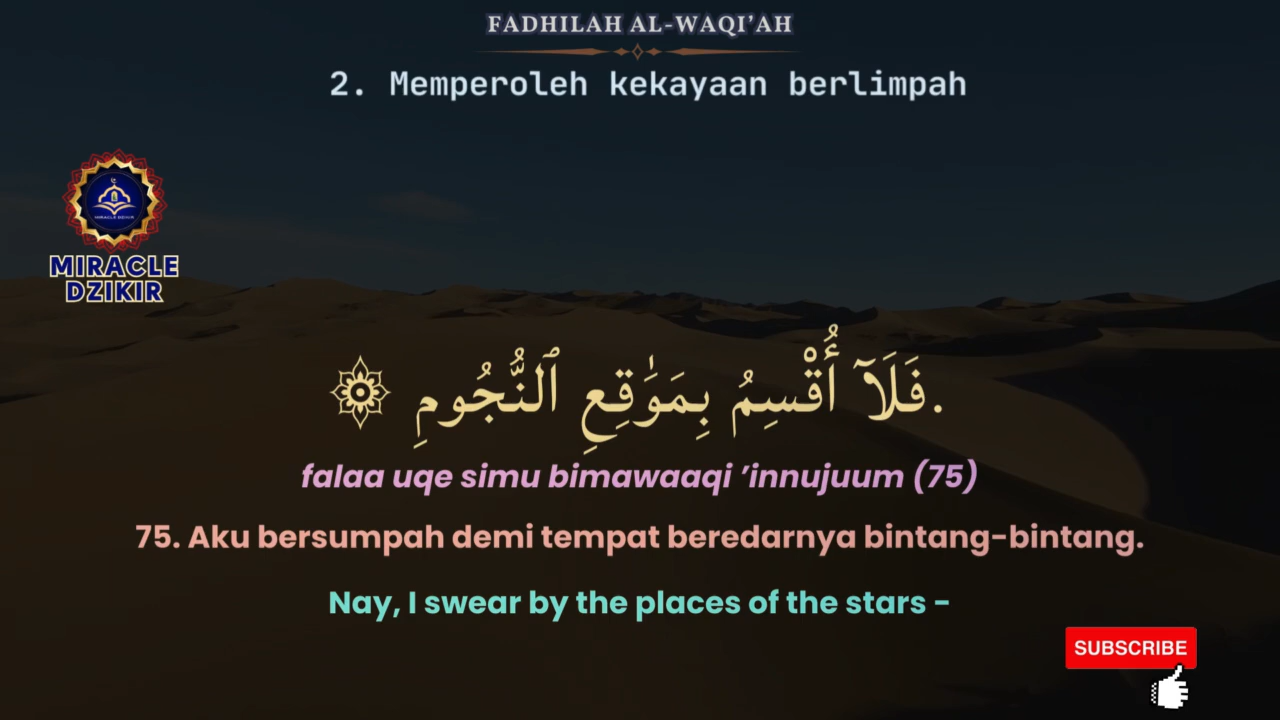 FADHILAH AL-WAQI'AH
2. Memperoleh kekayaan berlimpah
MIRACLE
DZIKIR
فَلَآ أُقْسِمُ بِمَوَٰقِعِ ٱلنُّجُومِ.
falaa uqe simu bimawaaqi 'innujuum (75)
75. Aku bersumpah demi tempat beredarnya bintang-bintang.
Nay, I swear by the places of the stars -
SUBSCRIBE